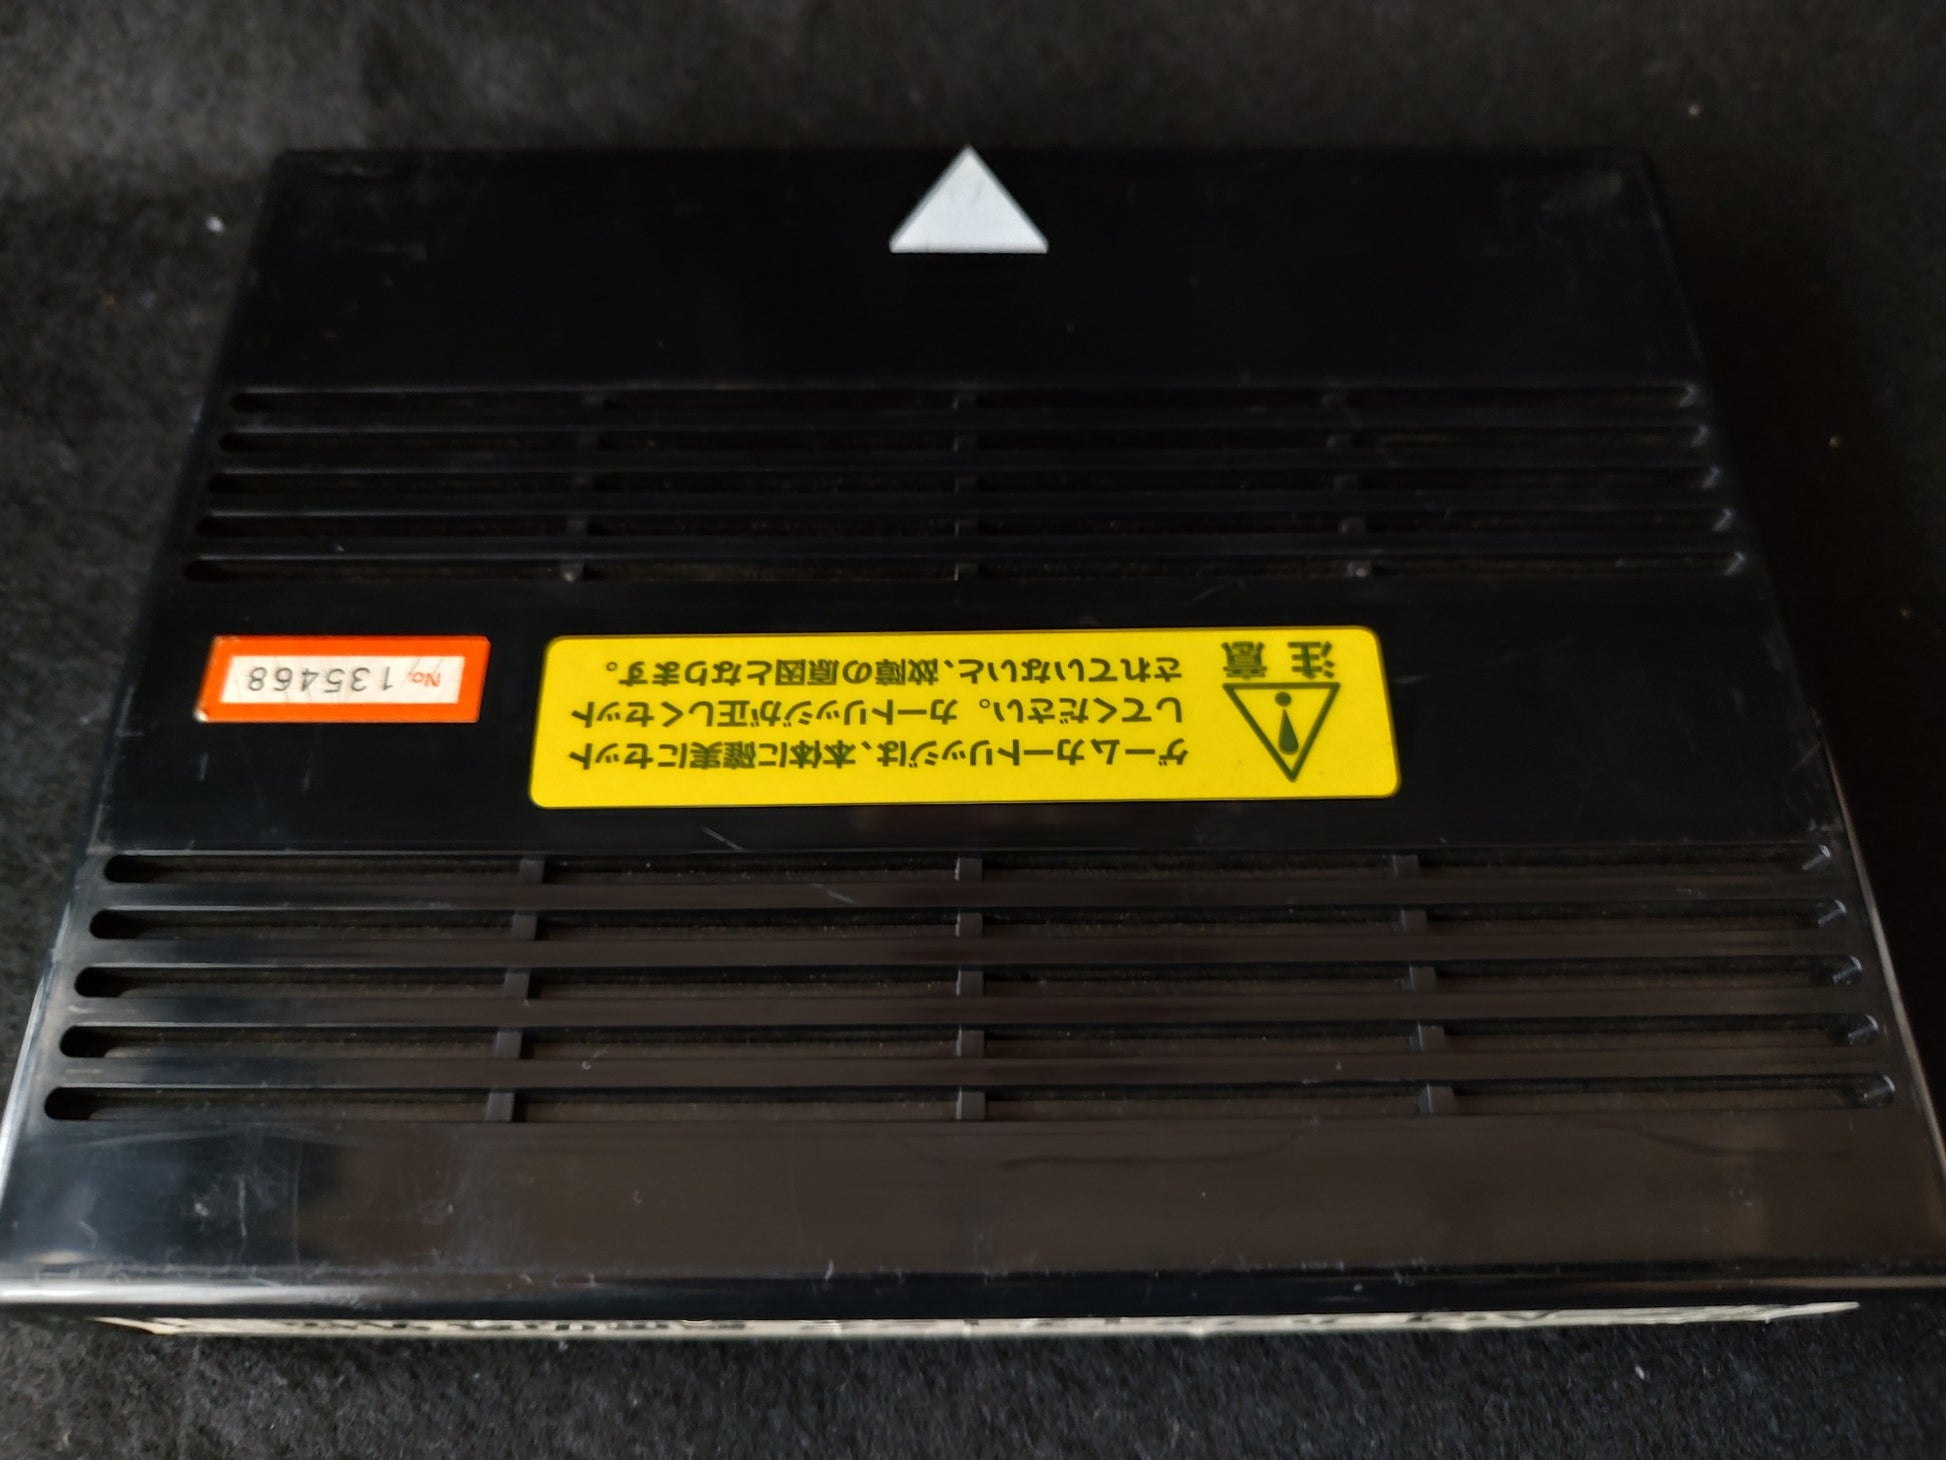 注意
ゲームカートリッジは、本体に確実にセット
してください。カートリッジが正しくセット
されていないと、故障の原因となります。
No. 135468